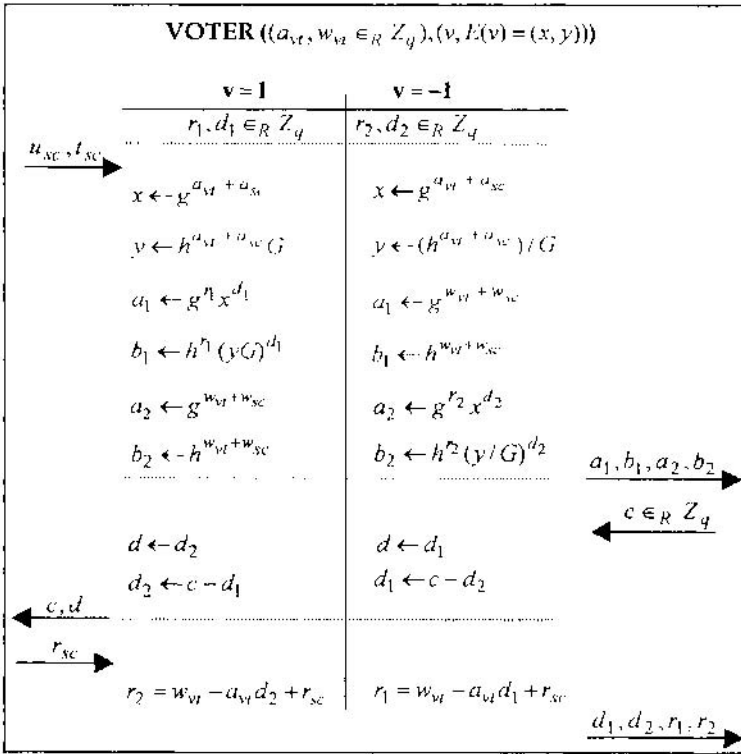 VOTER ((a_vt, w_vt ∈_R Z_q), (v, E(v) = (x, y)))
v = 1 v = -1
r_1, d_1 ∈_R Z_q r_2, d_2 ∈_R Z_q
u_sc, t_sc
x ← g^{a_vt + a_sc} x ← g^{a_vt + a_sc}
y ← h^{a_vt + a_sc} G y ← (h^{a_vt + a_sc}) / G
a_1 ← g^{r_1} x^{d_1} a_1 ← g^{w_vt + w_sc}
b_1 ← h^{r_1} (yG)^{d_1} b_1 ← h^{w_vt + w_sc}
a_2 ← g^{w_vt + w_sc} a_2 ← g^{r_2} x^{d_2}
b_2 ← h^{w_vt + w_sc} b_2 ← h^{r_2} (y / G)^{d_2}
a_1, b_1, a_2, b_2
c ∈_R Z_q
d ← d_2 d ← d_1
d_2 ← c - d_1 d_1 ← c - d_2
c, d
r_sc
r_2 = w_vt - a_vt d_2 + r_sc r_1 = w_vt - a_vt d_1 + r_sc
d_1, d_2, r_1, r_2